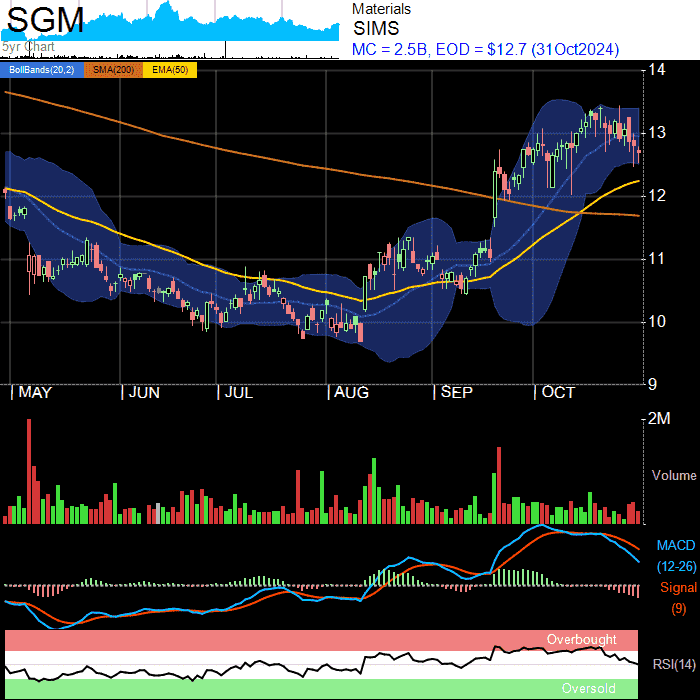 SGM
5yr Chart
Materials
SIMS
MC = 2.5B, EOD = $12.7 (31Oct2024)
BollBands(20,2) SMA(200) EMA(50)
14
13
12
11
10
9
MAY JUN JUL AUG SEP OCT
2M
Volume
MACD
(12-26)
Signal
(9)
Overbought
RSI(14)
Oversold